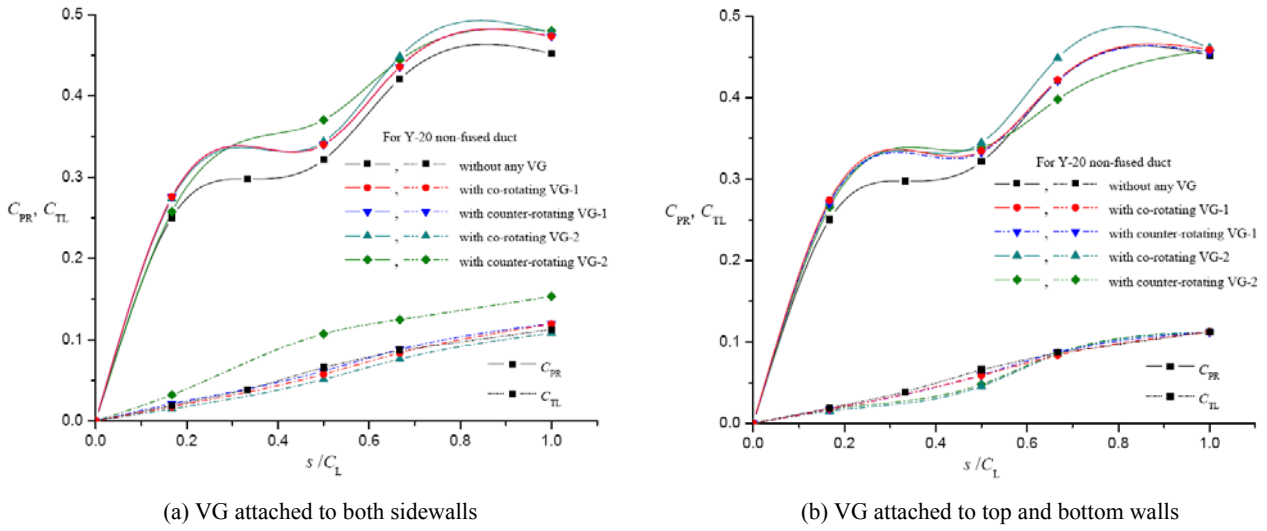 0.5
0.4
0.3
C_PR, C_TL
0.2
0.1
0.0
0.0 0.2 0.4 0.6 0.8 1.0
s/C_L
For Y-20 non-fused duct
, without any VG
, with co-rotating VG-1
, with counter-rotating VG-1
, with co-rotating VG-2
, with counter-rotating VG-2
C_PR
C_TL
(a) VG attached to both sidewalls
0.5
0.4
0.3
C_PR, C_TL
0.2
0.1
0.0
0.0 0.2 0.4 0.6 0.8 1.0
s/C_L
For Y-20 non-fused duct
, without any VG
, with co-rotating VG-1
, with counter-rotating VG-1
, with co-rotating VG-2
, with counter-rotating VG-2
C_PR
C_TL
(b) VG attached to top and bottom walls